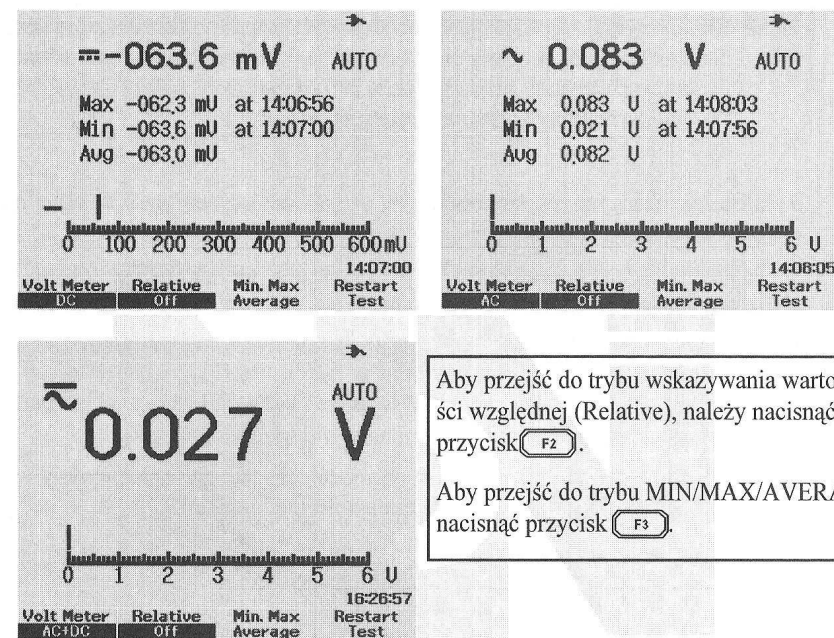 -063.6 mV AUTO
Max -062.3 mV at 14:06:56
Min -063.6 mV at 14:07:00
Avg -063.0 mV
0 100 200 300 400 500 600mV
14:07:00
Volt Meter Relative Min. Max Restart
DC Off Average Test
~ 0.083 V AUTO
Max 0.083 V at 14:08:03
Min 0.021 V at 14:07:56
Avg 0.082 V
0 1 2 3 4 5 6 V
14:08:05
Volt Meter Relative Min. Max Restart
AC Off Average Test
AUTO
0.027 V
0 1 2 3 4 5 6 V
16:26:57
Volt Meter Relative Min. Max Restart
AC+DC Off Average Test
Aby przejść do trybu wskazywania warto
ści względnej (Relative), należy nacisnąć
przycisk F2.
Aby przejść do trybu MIN/MAX/AVERA
nacisnąć przycisk F3.